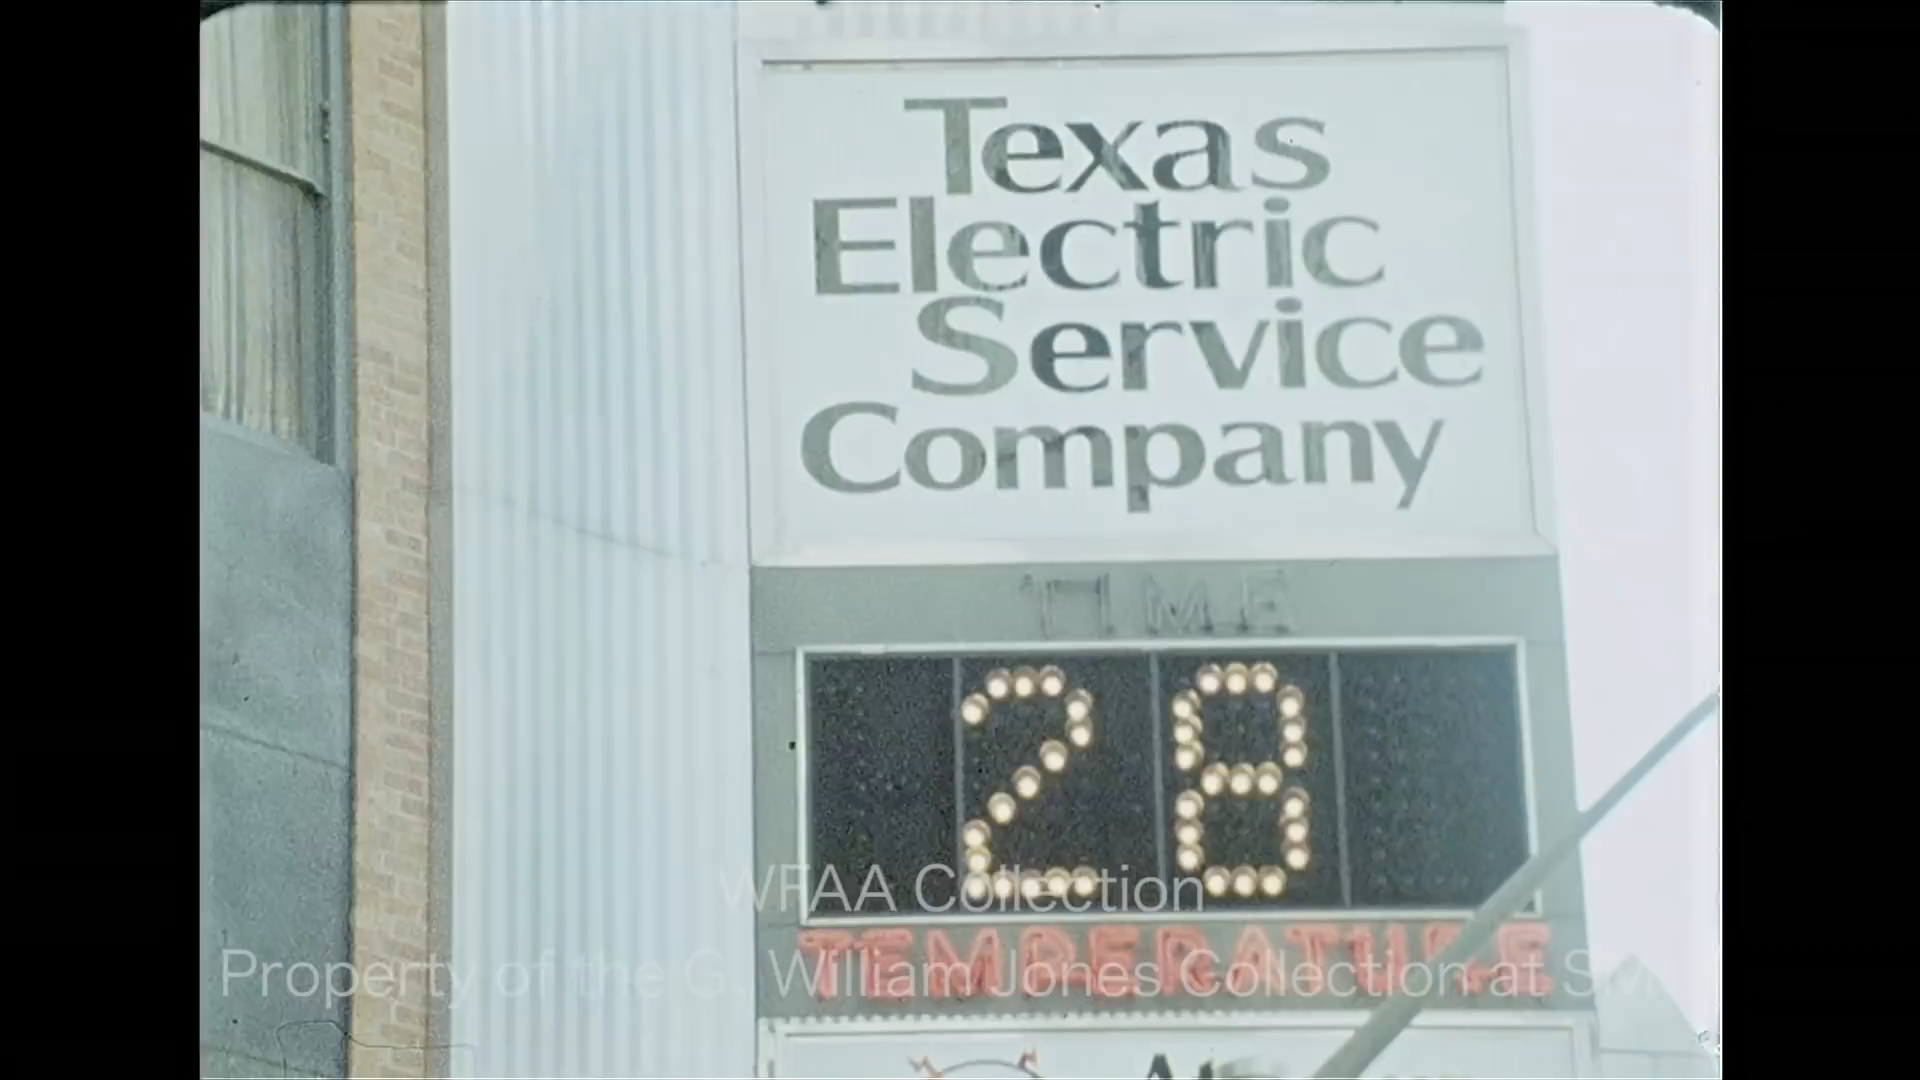 Texas
Electric
Service
Company
TIME
28
TEMPERATURE
WFAA Collection
Property of the G. William Jones Collection at SMU